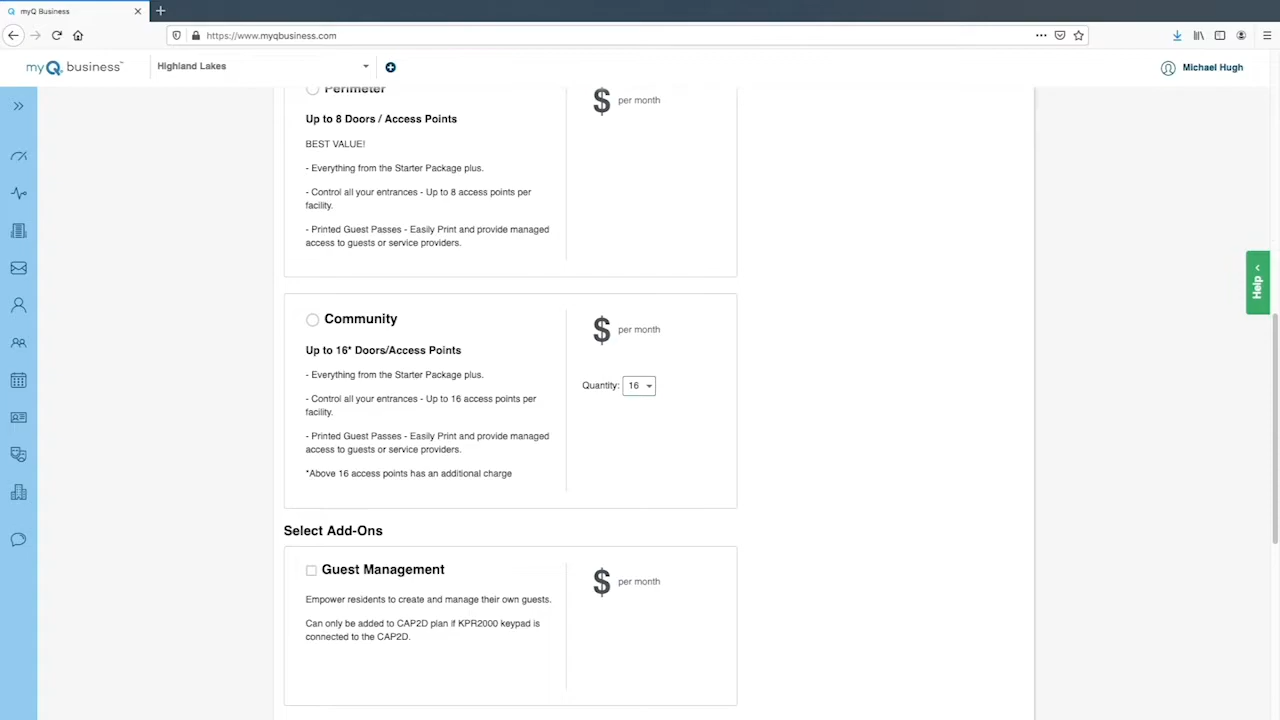 myQ Business
https://www.myqbusiness.com
myQ business™
Highland Lakes
Michael Hugh
Perimeter
$ per month
Up to 8 Doors / Access Points
BEST VALUE!
- Everything from the Starter Package plus.
- Control all your entrances - Up to 8 access points per
facility.
- Printed Guest Passes - Easily Print and provide managed
access to guests or service providers.
Help
Community
$ per month
Up to 16* Doors/Access Points
- Everything from the Starter Package plus.
Quantity: 16
- Control all your entrances - Up to 16 access points per
facility.
- Printed Guest Passes - Easily Print and provide managed
access to guests or service providers.
*Above 16 access points has an additional charge
Select Add-Ons
Guest Management
$ per month
Empower residents to create and manage their own guests.
Can only be added to CAP2D plan if KPR2000 keypad is
connected to the CAP2D.